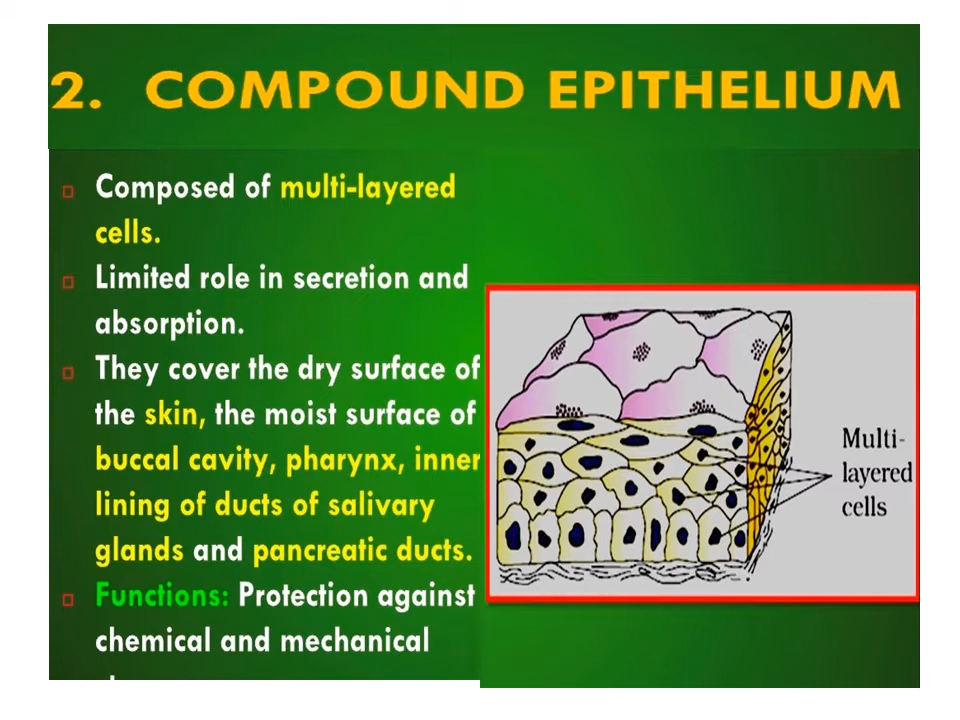 2. COMPOUND EPITHELIUM
Composed of multi-layered
cells.
Limited role in secretion and
absorption.
They cover the dry surface of
the skin, the moist surface of
buccal cavity, pharynx, inner
lining of ducts of salivary
glands and pancreatic ducts.
Functions: Protection against
chemical and mechanical
Multi-
layered
cells